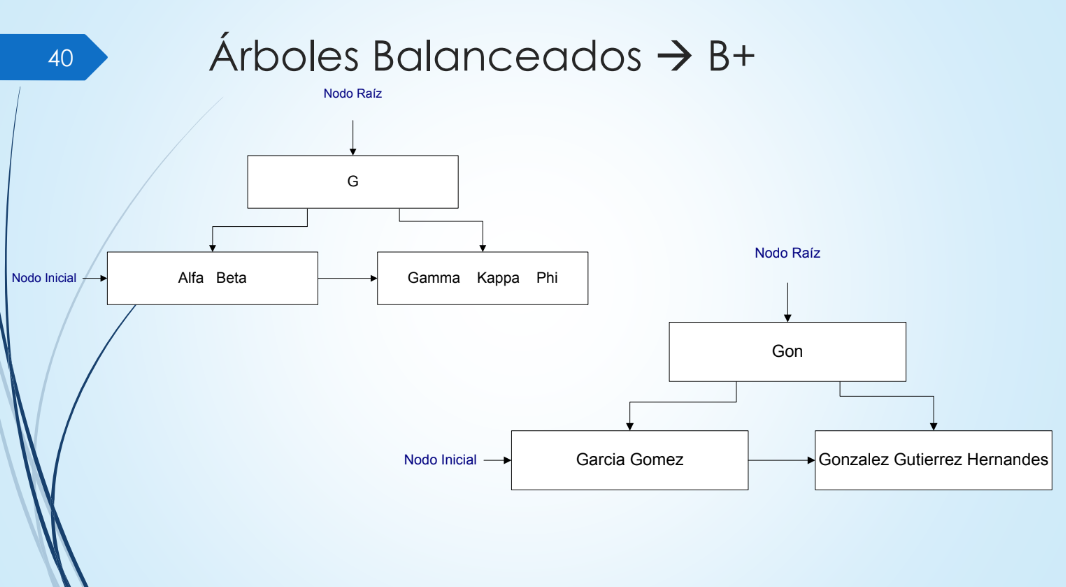 40
Árboles Balanceados → B+
Nodo Raíz
G
Nodo Inicial
Alfa Beta
Gamma Kappa Phi
Nodo Raíz
Gon
Nodo Inicial
Garcia Gomez
Gonzalez Gutierrez Hernandes